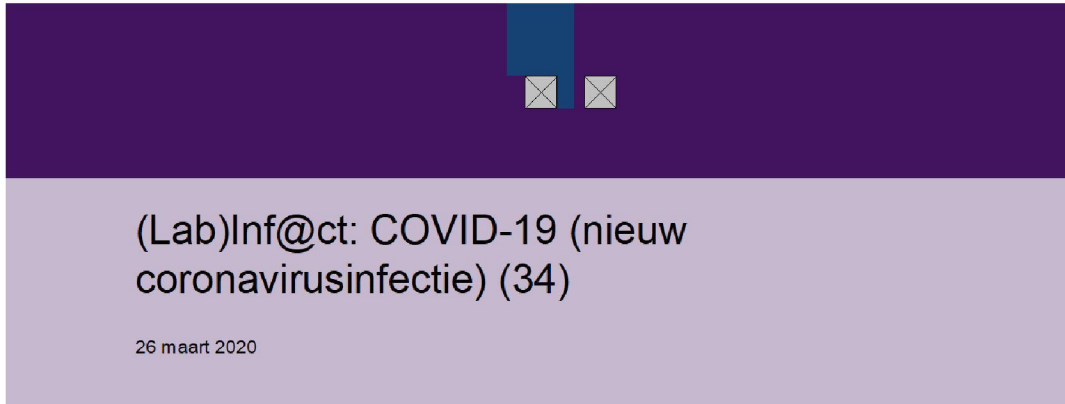 (Lab)Inf@ct: COVID-19 (nieuw
coronavirusinfectie) (34)
26 maart 2020